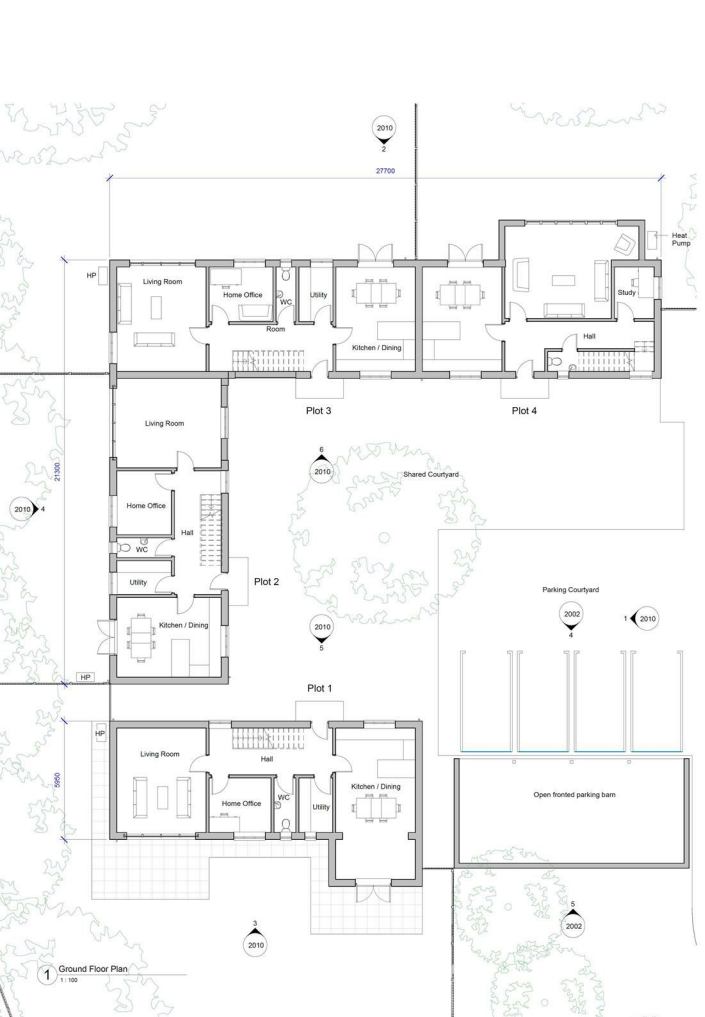 2010
2
27700
Heat
Pump
HP
Living Room
Home Office
WC
Utility
Room
Kitchen / Dining
Study
Hall
Plot 3
Plot 4
Living Room
21300
6
2010
Shared Courtyard
Home Office
2010
4
Hall
WC
Utility
Plot 2
Parking Courtyard
Kitchen / Dining
2010
5
2002
4
1
2010
HP
Plot 1
HP
Living Room
Hall
5950
Kitchen / Dining
Home Office
WC
Utility
Open fronted parking barn
3
2010
5
2002
1
Ground Floor Plan
1 : 100